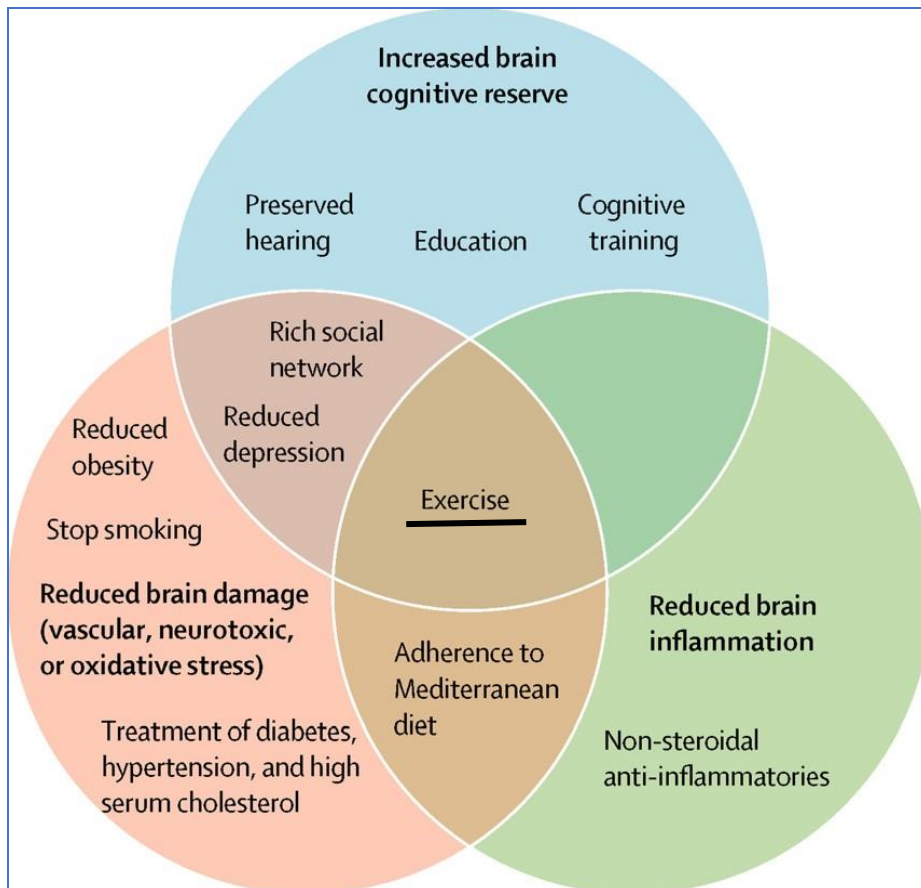 Increased brain
cognitive reserve
Preserved
hearing
Education
Cognitive
training
Rich social
network
Reduced
depression
Reduced
obesity
Stop smoking
Exercise
Reduced brain damage
(vascular, neurotoxic,
or oxidative stress)
Reduced brain
inflammation
Adherence to
Mediterranean
diet
Treatment of diabetes,
hypertension, and high
serum cholesterol
Non-steroidal
anti-inflammatories